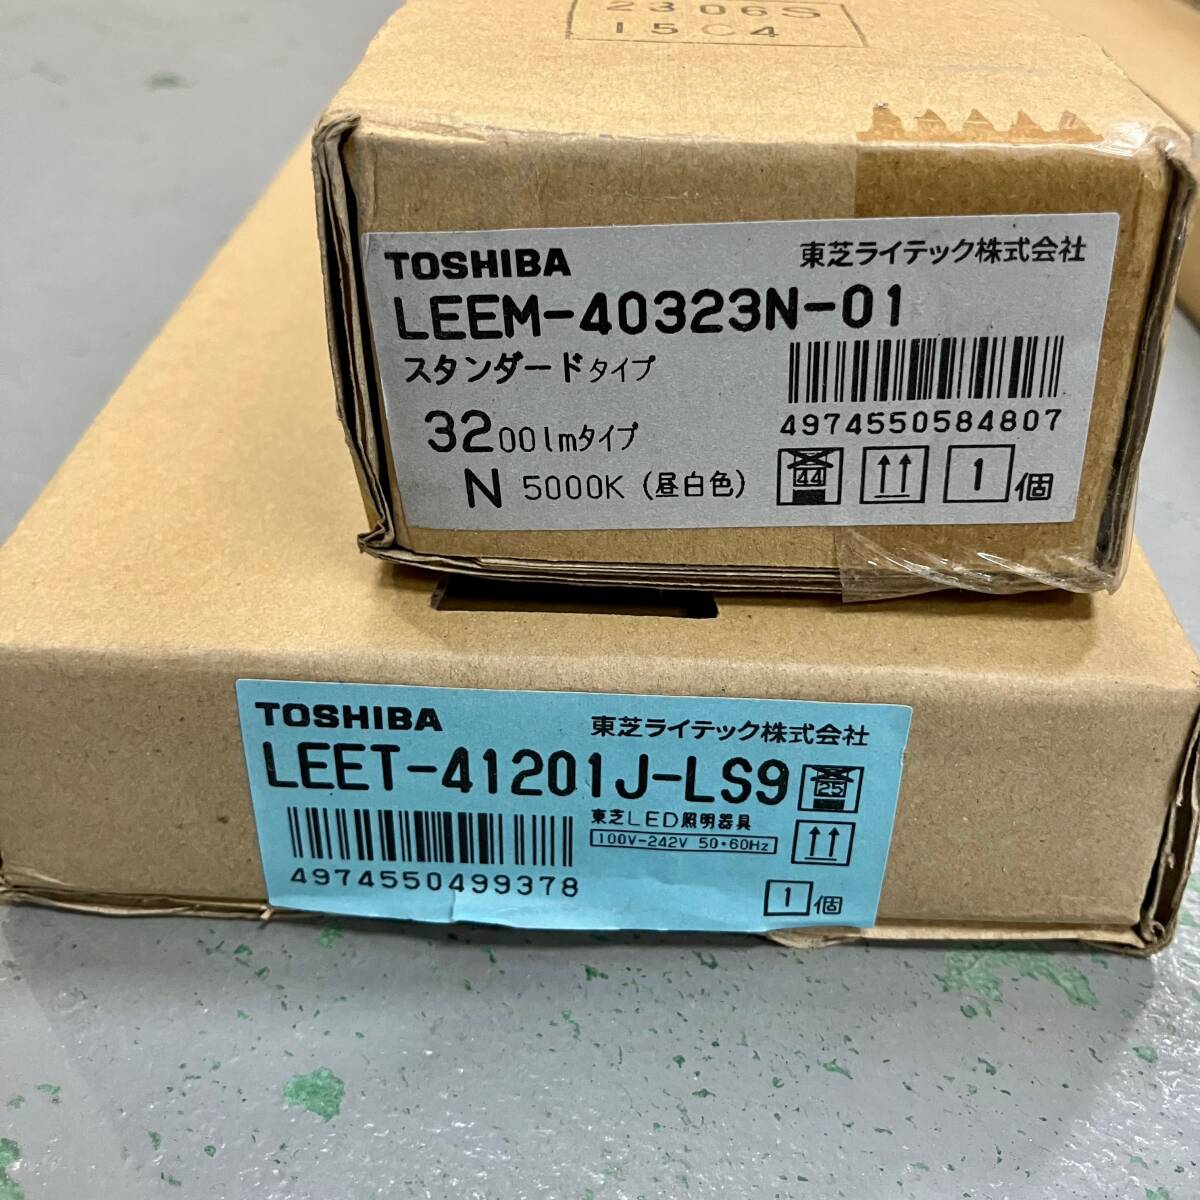 2306S
15C4
TOSHIBA 東芝ライテック株式会社
LEEM-40323N-01
スタンダードタイプ
4974550584807
3200lmタイプ
N 5000K (昼白色)
44
1個
TOSHIBA 東芝ライテック株式会社
LEET-41201J-LS9
25
東芝LED照明器具
100V-242V 50・60Hz
4974550499378
1個